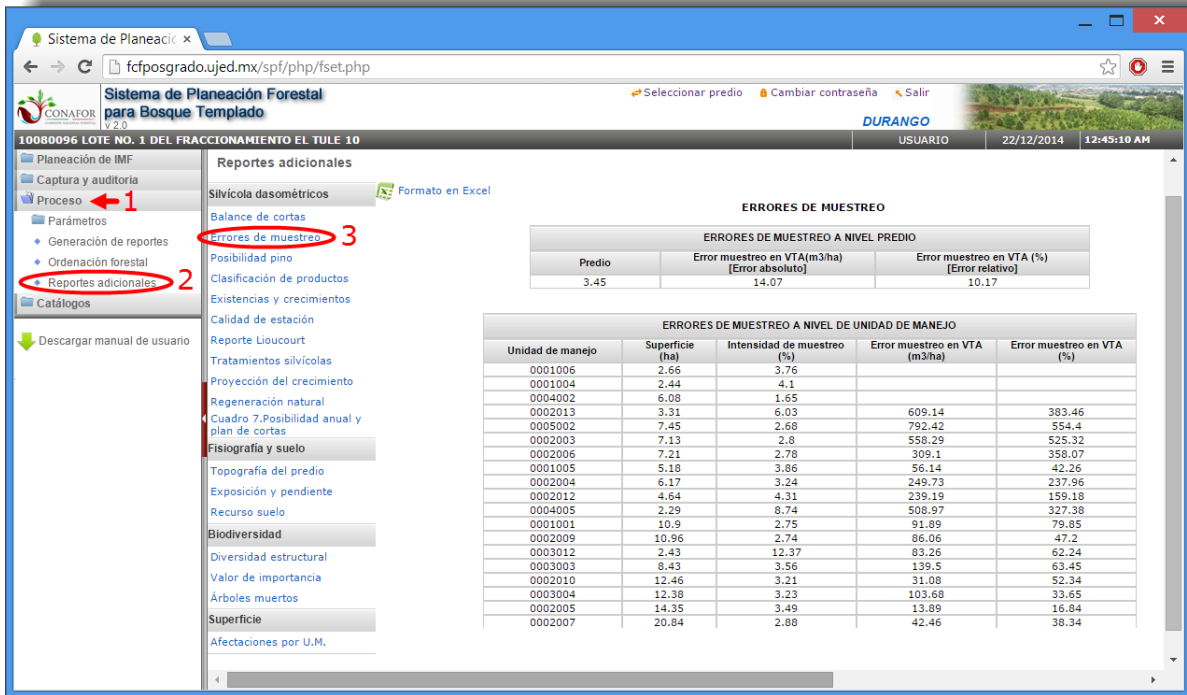 Sistema de Planeació
fcfposgrado.ujed.mx/spf/php/fset.php
CONAFOR
Sistema de Planeación Forestal
para Bosque Templado
v 2.0
Seleccionar predio Cambiar contraseña Salir
DURANGO
10080096 LOTE NO. 1 DEL FRACCIONAMIENTO EL TULE 10 USUARIO 22/12/2014 12:45:10 AM
Planeación de IMF
Captura y auditoria
Proceso 1
Parámetros
Generación de reportes
Ordenación forestal
Reportes adicionales 2
Catálogos
Descargar manual de usuario
Reportes adicionales
Silvícola dasométricos
Balance de cortas
Errores de muestreo 3
Posibilidad pino
Clasificación de productos
Existencias y crecimientos
Calidad de estación
Reporte Lioucourt
Tratamientos silvícolas
Proyección del crecimiento
Regeneración natural
Cuadro 7.Posibilidad anual y
plan de cortas
Fisiografía y suelo
Topografía del predio
Exposición y pendiente
Recurso suelo
Biodiversidad
Diversidad estructural
Valor de importancia
Árboles muertos
Superficie
Afectaciones por U.M.
Formato en Excel
ERRORES DE MUESTREO
ERRORES DE MUESTREO A NIVEL PREDIO
Predio Error muestreo en VTA(m3/ha) [Error absoluto] Error muestreo en VTA (%) [Error relativo]
3.45 14.07 10.17
ERRORES DE MUESTREO A NIVEL DE UNIDAD DE MANEJO
Unidad de manejo Superficie (ha) Intensidad de muestreo (%) Error muestreo en VTA (m3/ha) Error muestreo en VTA (%)
0001006 2.66 3.76
0001004 2.44 4.1
0004002 6.08 1.65
0002013 3.31 6.03 609.14 383.46
0005002 7.45 2.68 792.42 554.4
0002003 7.13 2.8 558.29 525.32
0002006 7.21 2.78 309.1 358.07
0001005 5.18 3.86 56.14 42.26
0002004 6.17 3.24 249.73 237.96
0002012 4.64 4.31 239.19 159.18
0004005 2.29 8.74 508.97 327.38
0001001 10.9 2.75 91.89 79.85
0002009 10.96 2.74 86.06 47.2
0003012 2.43 12.37 83.26 62.24
0003003 8.43 3.56 139.5 63.45
0002010 12.46 3.21 31.08 52.34
0003004 12.38 3.23 103.68 33.65
0002005 14.35 3.49 13.89 16.84
0002007 20.84 2.88 42.46 38.34